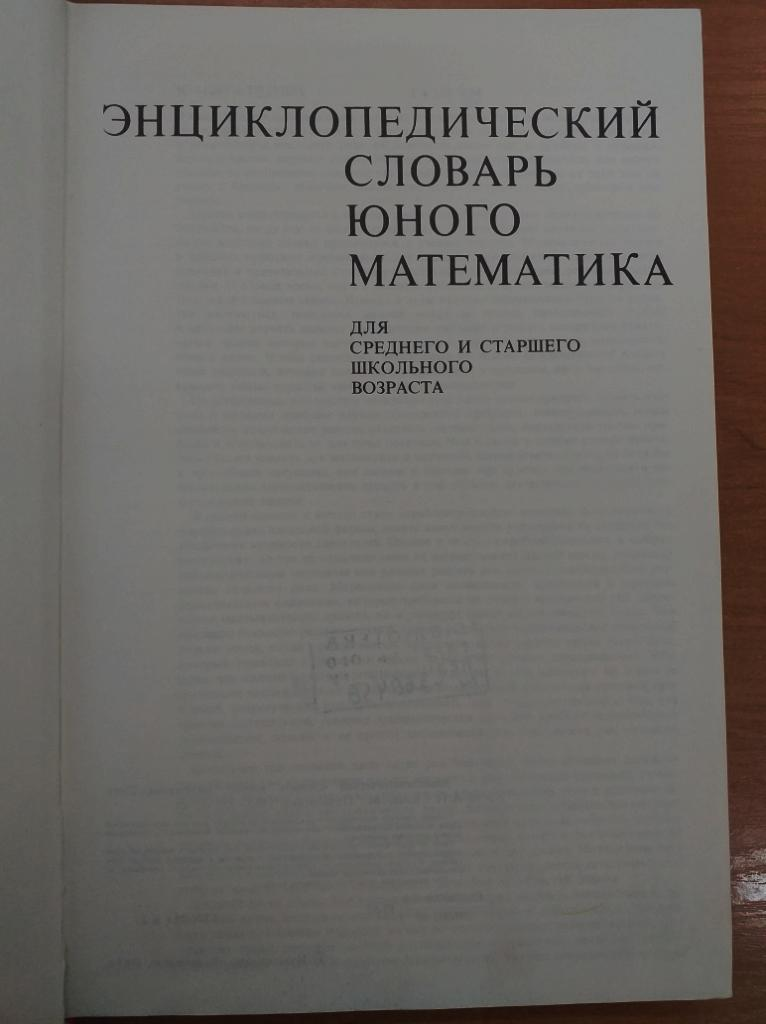 ЭНЦИКЛОПЕДИЧЕСКИЙ
СЛОВАРЬ
ЮНОГО
МАТЕМАТИКА
ДЛЯ
СРЕДНЕГО И СТАРШЕГО
ШКОЛЬНОГО
ВОЗРАСТА